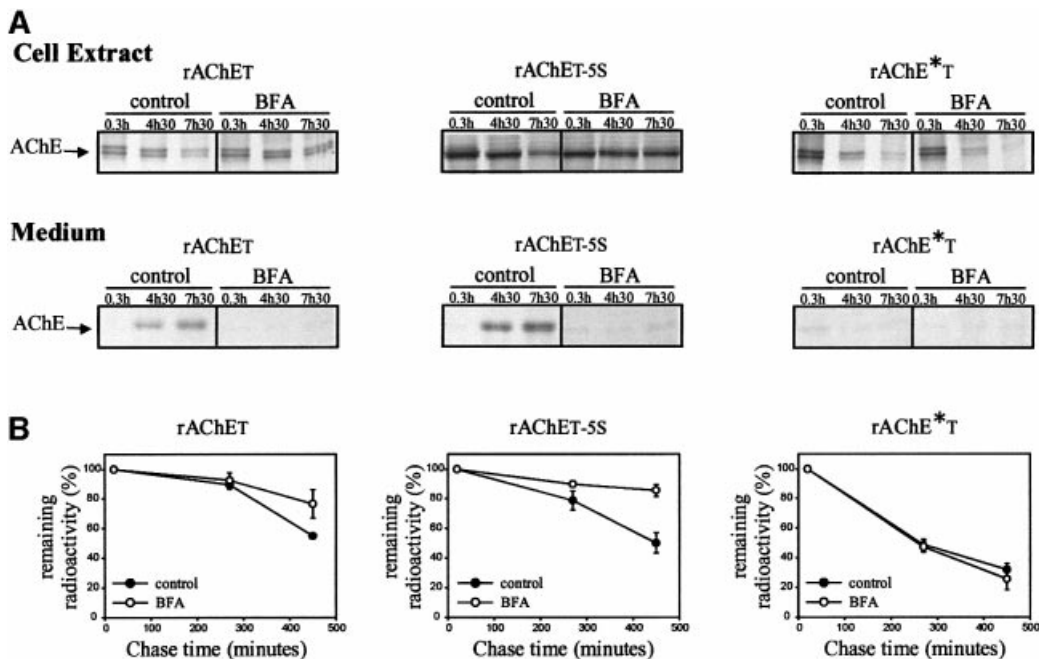 A
Cell Extract
rAChET rAChET-5S rAChE*T
control BFA control BFA control BFA
0.3h 4h30 7h30 0.3h 4h30 7h30 0.3h 4h30 7h30 0.3h 4h30 7h30 0.3h 4h30 7h30 0.3h 4h30 7h30
AChE
Medium
rAChET rAChET-5S rAChE*T
control BFA control BFA control BFA
0.3h 4h30 7h30 0.3h 4h30 7h30 0.3h 4h30 7h30 0.3h 4h30 7h30 0.3h 4h30 7h30 0.3h 4h30 7h30
AChE
B
rAChET
remaining
radioactivity (%)
100
80
60
40
20
0
control
BFA
0 100 200 300 400 500
Chase time (minutes)
rAChET-5S
remaining
radioactivity (%)
100
80
60
40
20
0
control
BFA
0 100 200 300 400 500
Chase time (minutes)
rAChE*T
remaining
radioactivity (%)
100
80
60
40
20
0
control
BFA
0 100 200 300 400 500
Chase time (minutes)